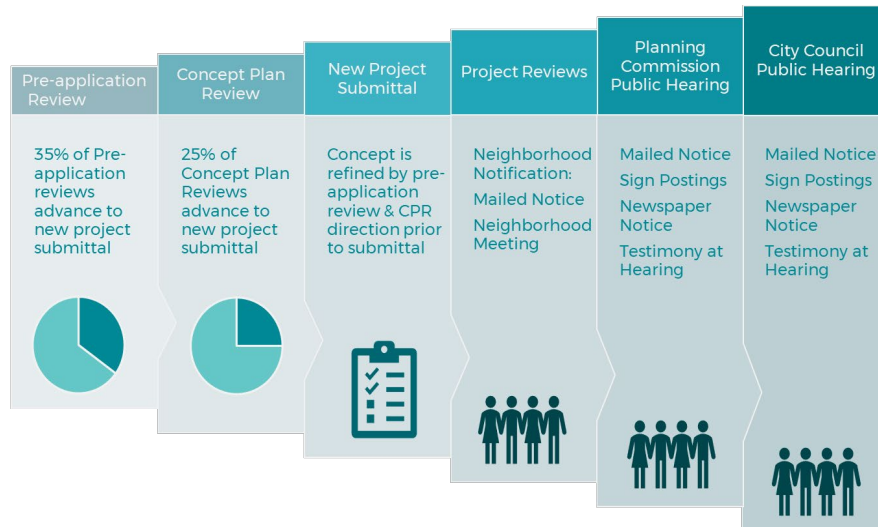 Pre-application
Review
35% of Pre-
application
reviews
advance to
new project
submittal
Concept Plan
Review
25% of
Concept Plan
Reviews
advance to
new project
submittal
New Project
Submittal
Concept is
refined by pre-
application
review & CPR
direction prior
to submittal
Project Reviews
Neighborhood
Notification:
Mailed Notice
Neighborhood
Meeting
Planning
Commission
Public Hearing
Mailed Notice
Sign Postings
Newspaper
Notice
Testimony at
Hearing
City Council
Public Hearing
Mailed Notice
Sign Postings
Newspaper
Notice
Testimony at
Hearing